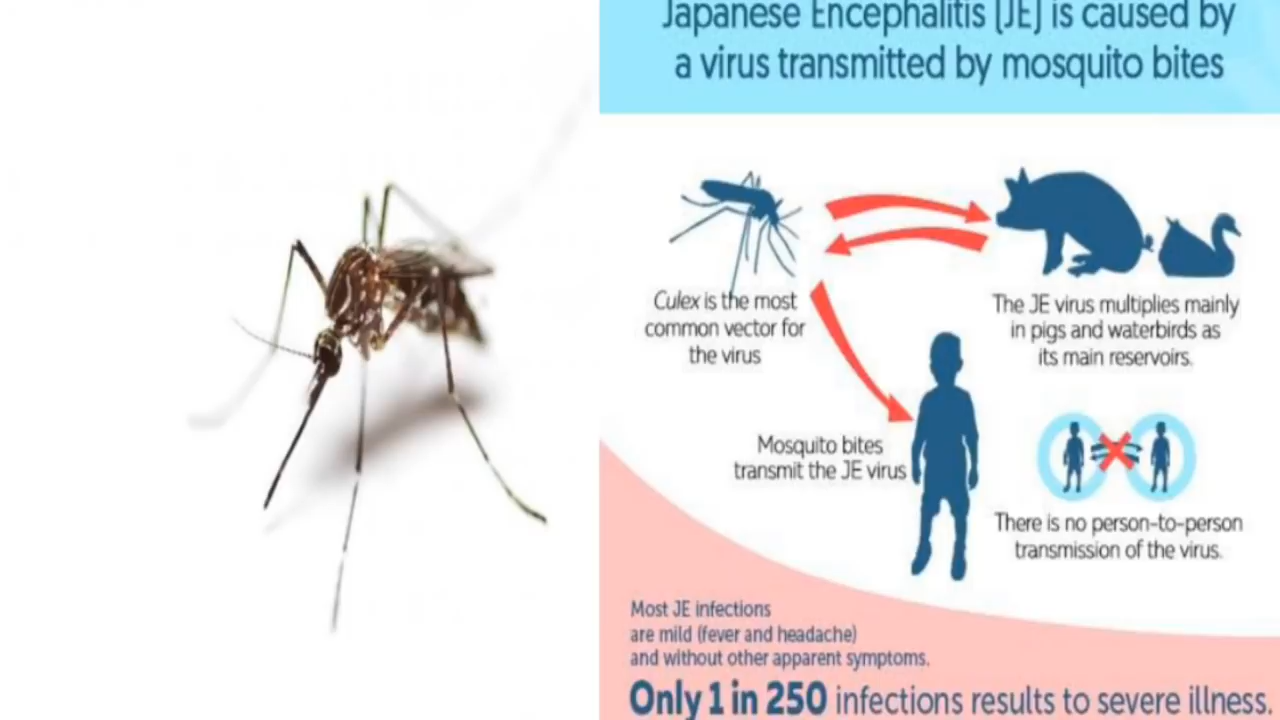 Japanese Encephalitis (JE) is caused by
a virus transmitted by mosquito bites
Culex is the most
common vector for
the virus
The JE virus multiplies mainly
in pigs and waterbirds as
its main reservoirs.
Mosquito bites
transmit the JE virus
There is no person-to-person
transmission of the virus.
Most JE infections
are mild (fever and headache)
and without other apparent symptoms.
Only 1 in 250 infections results to severe illness.